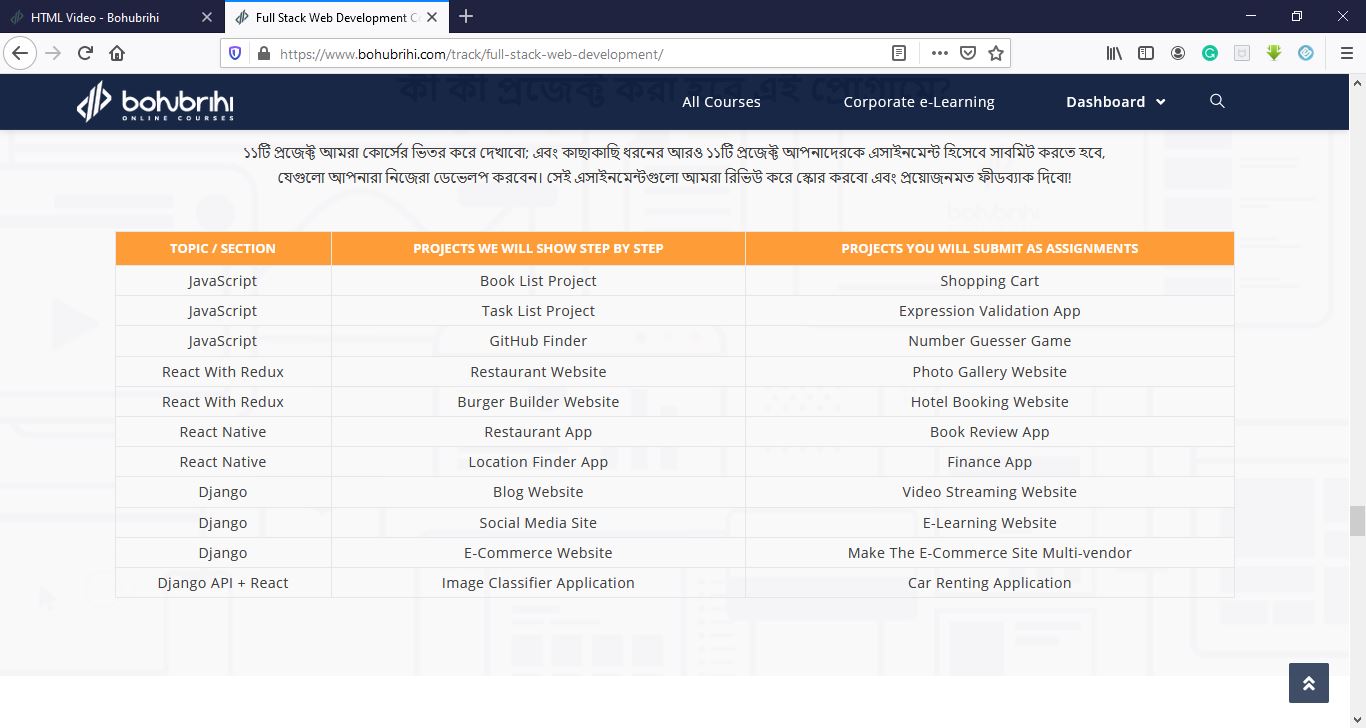 HTML Video - Bohubrihi
Full Stack Web Development C
https://www.bohubrihi.com/track/full-stack-web-development/
bohubrihi
ONLINE COURSES
All Courses
Corporate e-Learning
Dashboard
কী কী প্রজেক্ট করা হবে এই প্রোগ্রামে?
১১টি প্রজেক্ট আমরা কোর্সের ভিতর করে দেখাবো; এবং কাছাকাছি ধরনের আরও ১১টি প্রজেক্ট আপনাদেরকে এসাইনমেন্ট হিসেবে সাবমিট করতে হবে,
যেগুলো আপনারা নিজেরা ডেভেলপ করবেন। সেই এসাইনমেন্টগুলো আমরা রিভিউ করে স্কোর করবো এবং প্রয়োজনমত ফীডব্যাক দিবো!
bohubrihi
TOPIC / SECTION PROJECTS WE WILL SHOW STEP BY STEP PROJECTS YOU WILL SUBMIT AS ASSIGNMENTS
JavaScript Book List Project Shopping Cart
JavaScript Task List Project Expression Validation App
JavaScript GitHub Finder Number Guesser Game
React With Redux Restaurant Website Photo Gallery Website
React With Redux Burger Builder Website Hotel Booking Website
React Native Restaurant App Book Review App
React Native Location Finder App Finance App
Django Blog Website Video Streaming Website
Django Social Media Site E-Learning Website
Django E-Commerce Website Make The E-Commerce Site Multi-vendor
Django API + React Image Classifier Application Car Renting Application